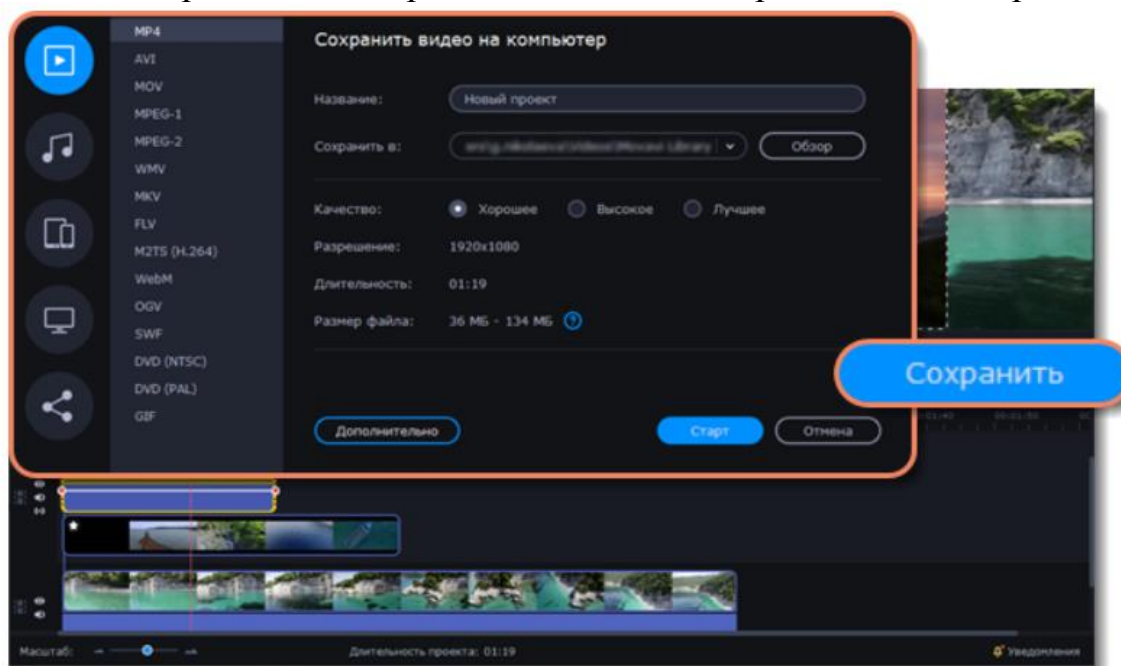 MP4
AVI
MOV
MPEG-1
MPEG-2
WMV
MKV
FLV
M2TS (H.264)
WebM
OGV
SWF
DVD (NTSC)
DVD (PAL)
GIF
Сохранить видео на компьютер
Название: Новый проект
Сохранить в: Обзор
Качество: Хорошее Высокое Лучшее
Разрешение: 1920x1080
Длительность: 01:19
Размер файла: 36 МБ - 134 МБ ?
Дополнительно Старт Отмена
Сохранить
Масштаб: Длительность проекта: 01:19 Уведомления